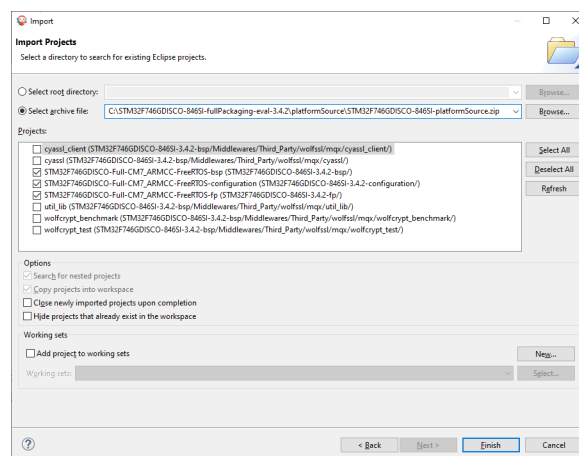 Import
Import Projects
Select a directory to search for existing Eclipse projects.
Select root directory:
Browse...
Select archive file:
C:\STM32F746GDISCO-846SI-fullPackaging-eval-3.4.2\platformSource\STM32F746GDISCO-846SI-platformSource.zip
Browse...
Projects:
cyassl_client (STM32F746GDISCO-846SI-3.4.2-bsp/Middlewares/Third_Party/wolfssl/mqx/cyassl_client/)
cyassl (STM32F746GDISCO-846SI-3.4.2-bsp/Middlewares/Third_Party/wolfssl/mqx/cyassl/)
STM32F746GDISCO-Full-CM7_ARMCC-FreeRTOS-bsp (STM32F746GDISCO-846SI-3.4.2-bsp/)
STM32F746GDISCO-Full-CM7_ARMCC-FreeRTOS-configuration (STM32F746GDISCO-846SI-3.4.2-configuration/)
STM32F746GDISCO-Full-CM7_ARMCC-FreeRTOS-fp (STM32F746GDISCO-846SI-3.4.2-fp/)
util_lib (STM32F746GDISCO-846SI-3.4.2-bsp/Middlewares/Third_Party/wolfssl/mqx/util_lib/)
wolfcrypt_benchmark (STM32F746GDISCO-846SI-3.4.2-bsp/Middlewares/Third_Party/wolfssl/mqx/wolfcrypt_benchmark/)
wolfcrypt_test (STM32F746GDISCO-846SI-3.4.2-bsp/Middlewares/Third_Party/wolfssl/mqx/wolfcrypt_test/)
Select All
Deselect All
Refresh
Options
Search for nested projects
Copy projects into workspace
Close newly imported projects upon completion
Hide projects that already exist in the workspace
Working sets
Add project to working sets
New...
Working sets:
Select...
?
< Back
Next >
Finish
Cancel